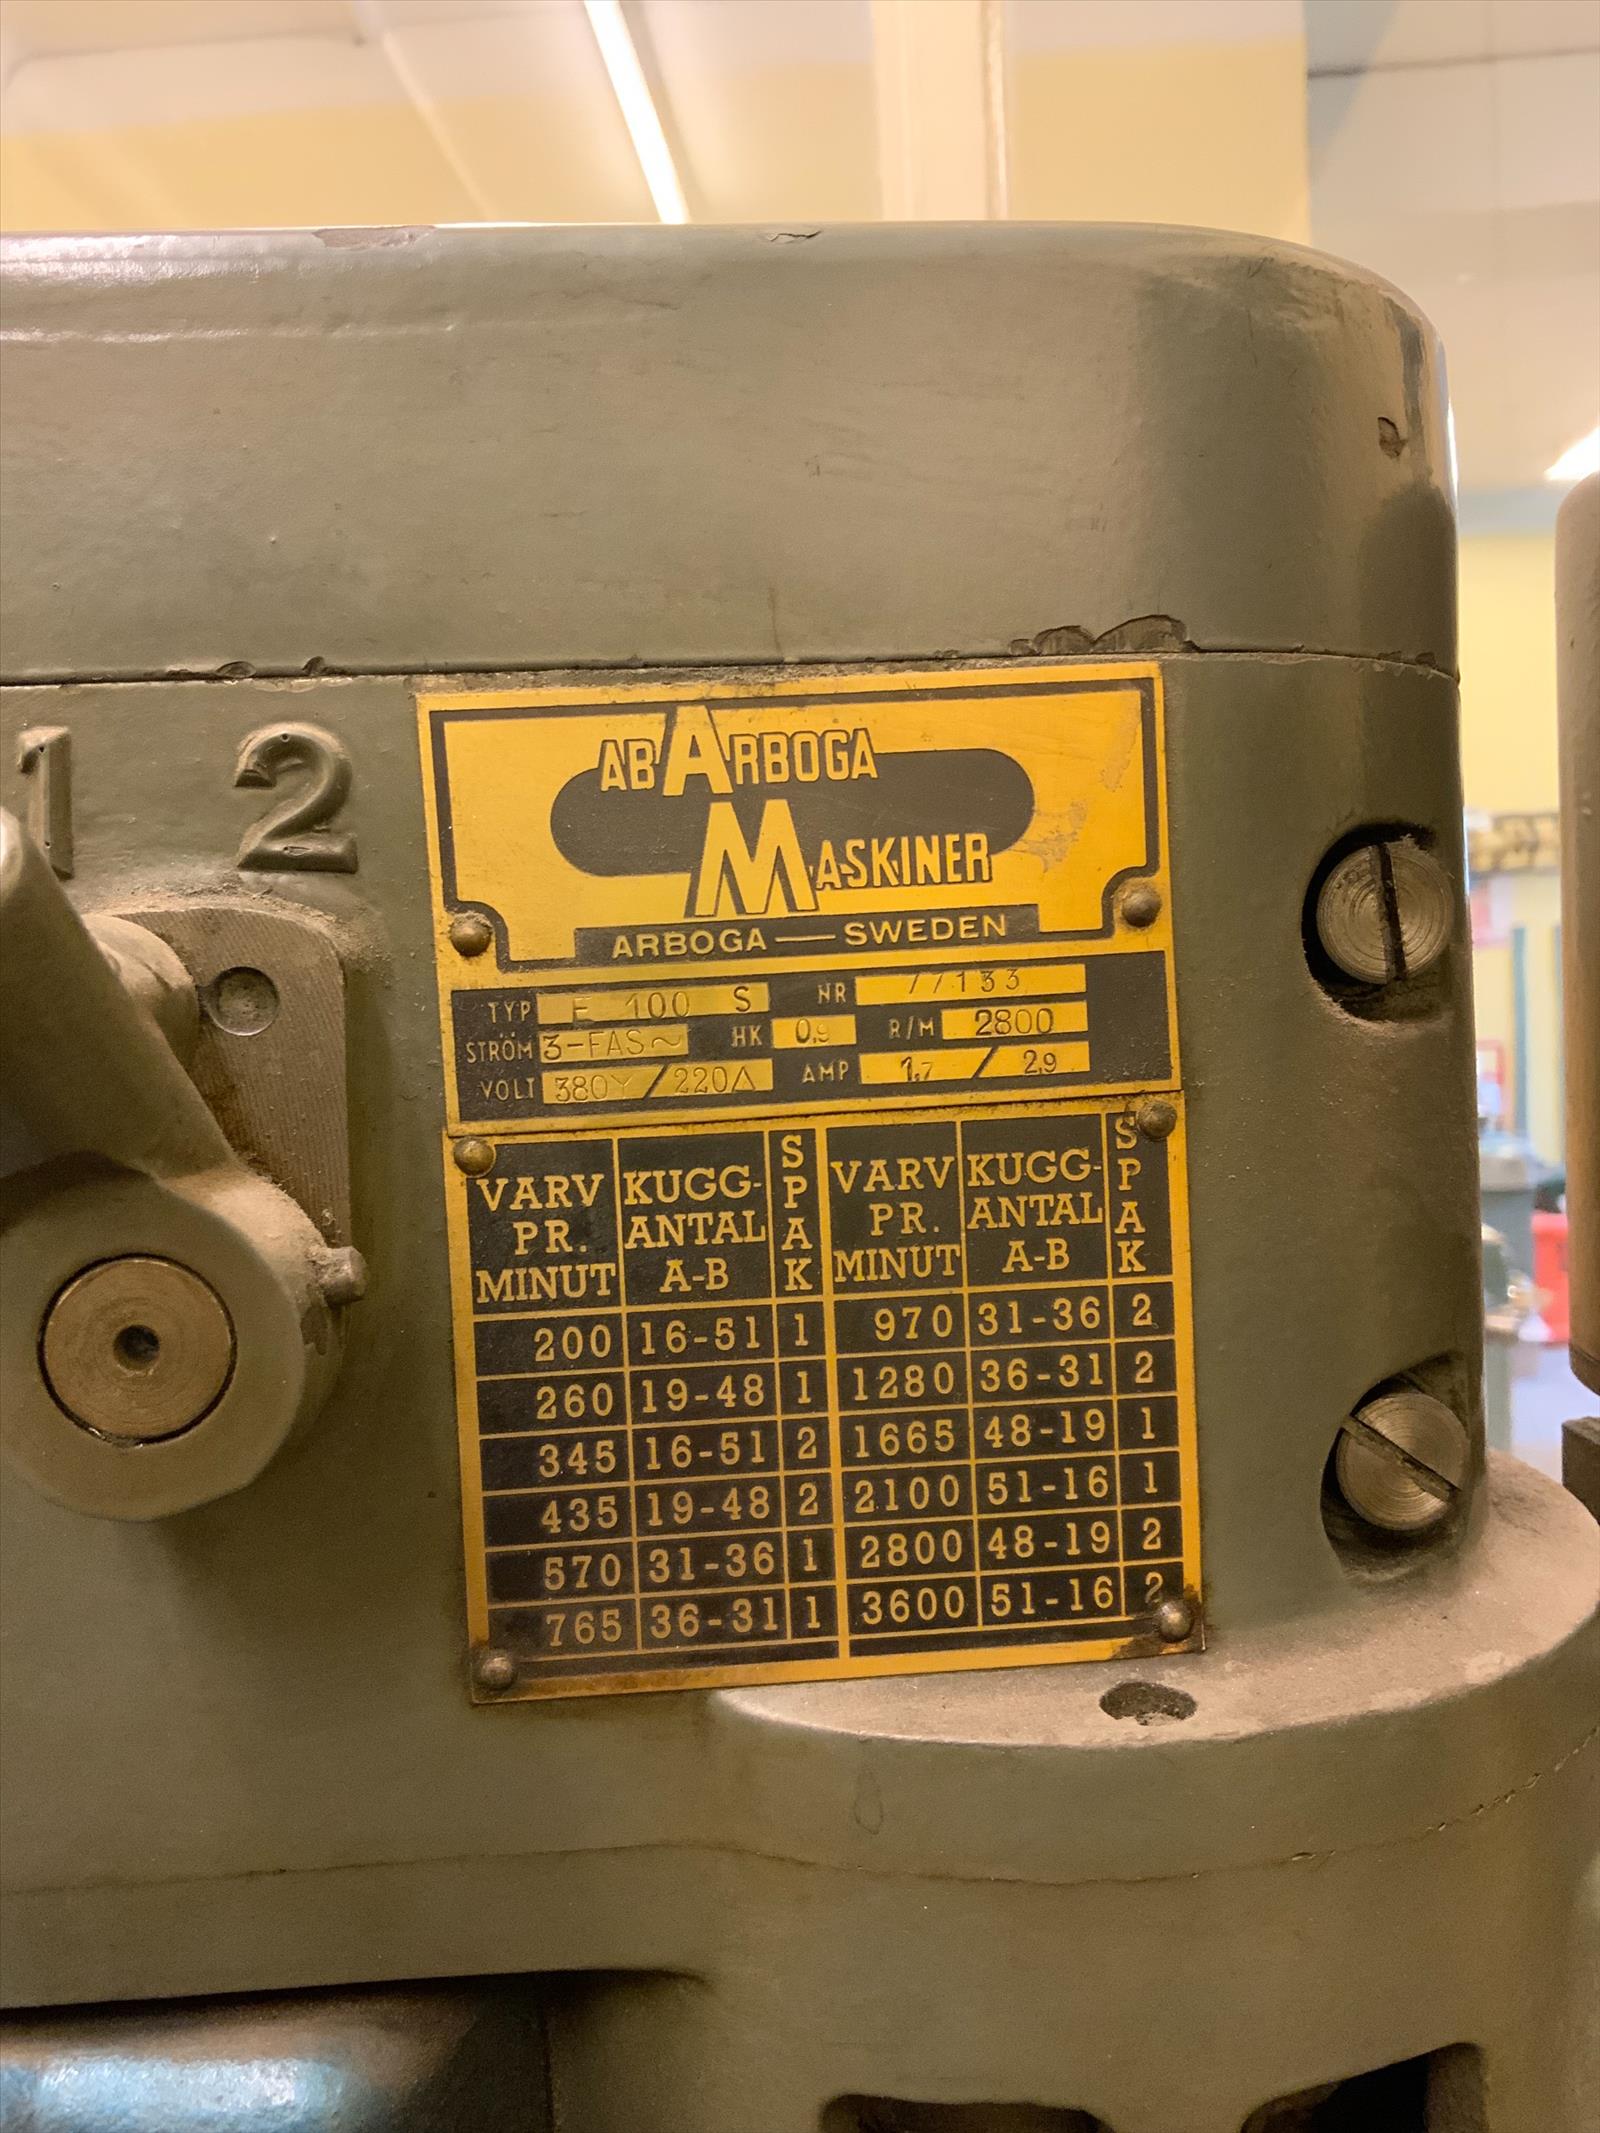 1 2
AB ARBOGA
MASKINER
ARBOGA — SWEDEN
TYP E 100 S NR 77133
STRÖM 3-FAS~ HK 0,9 R/M 2800
VOLT 380Y / 220Δ AMP 1,7 / 2,9
VARV PR. MINUT KUGG-ANTAL A-B SPAK VARV PR. MINUT KUGG-ANTAL A-B SPAK
200 16-51 1 970 31-36 2
260 19-48 1 1280 36-31 2
345 16-51 2 1665 48-19 1
435 19-48 2 2100 51-16 1
570 31-36 1 2800 48-19 2
765 36-31 1 3600 51-16 2